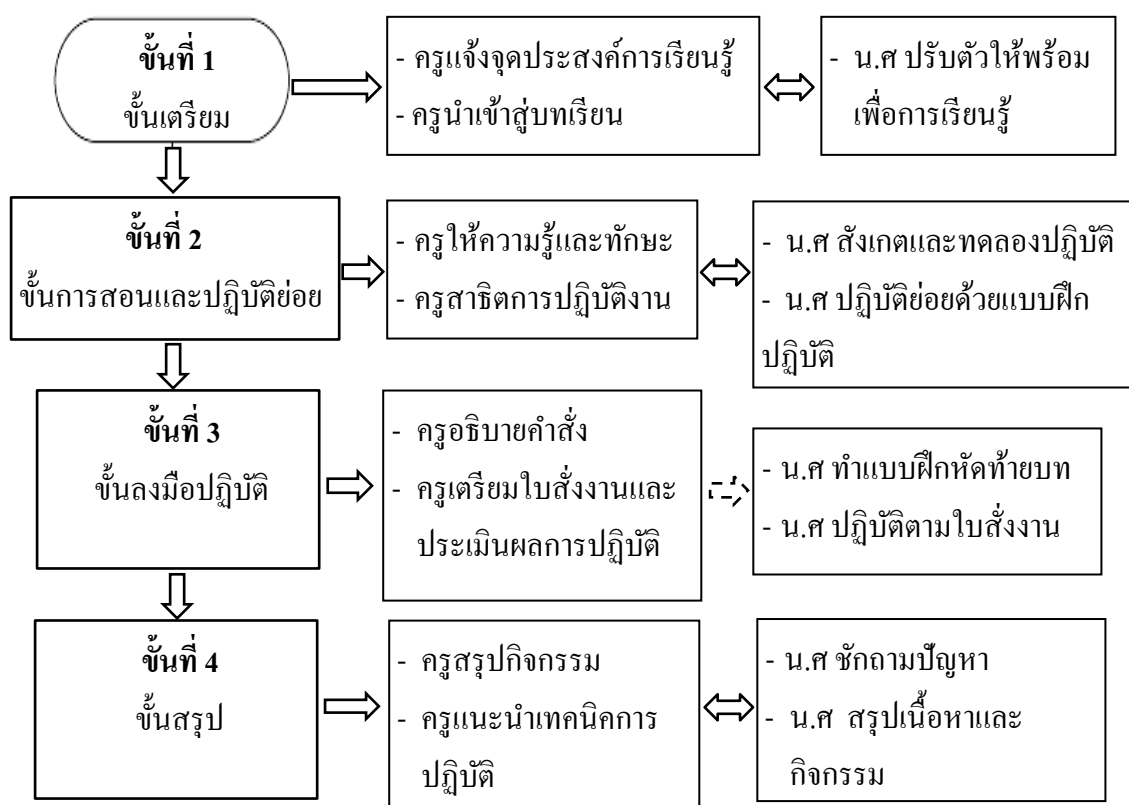 ขั้นที่ 1
ขั้นเตรียม
- ครูแจ้งจุดประสงค์การเรียนรู้
- ครูนำเข้าสู่บทเรียน
- น.ศ ปรับตัวให้พร้อม
เพื่อการเรียนรู้
ขั้นที่ 2
ขั้นการสอนและปฏิบัติย่อย
- ครูให้ความรู้และทักษะ
- ครูสาธิตการปฏิบัติงาน
- น.ศ สังเกตและทดลองปฏิบัติ
- น.ศ ปฏิบัติย่อยด้วยแบบฝึก
ปฏิบัติ
ขั้นที่ 3
ขั้นลงมือปฏิบัติ
- ครูอธิบายคำสั่ง
- ครูเตรียมใบสั่งงานและ
ประเมินผลการปฏิบัติ
- น.ศ ทำแบบฝึกหัดท้ายบท
- น.ศ ปฏิบัติตามใบสั่งงาน
ขั้นที่ 4
ขั้นสรุป
- ครูสรุปกิจกรรม
- ครูแนะนำเทคนิคการ
ปฏิบัติ
- น.ศ ซักถามปัญหา
- น.ศ สรุปเนื้อหาและ
กิจกรรม